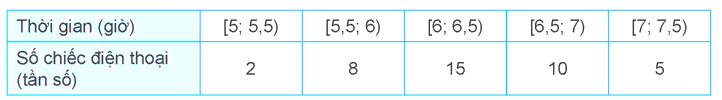 Thời gian (giờ) [5; 5,5) [5,5; 6) [6; 6,5) [6,5; 7) [7; 7,5)
Số chiếc điện thoại
(tần số) 2 8 15 10 5